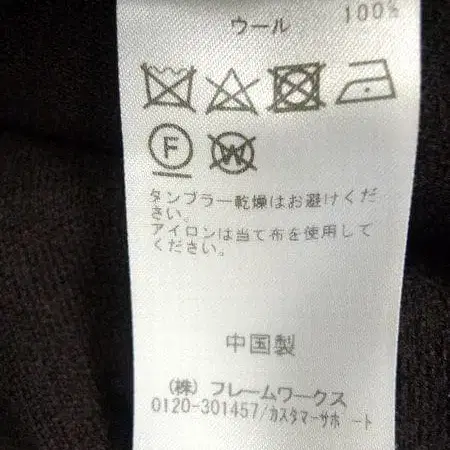 ウール 100%
F
W
タンブラー乾燥はお避けくだ
さい。
アイロンは当て布を使用して
ください。
中国製
（株）フレームワークス
0120-301457/カスタマーサポート